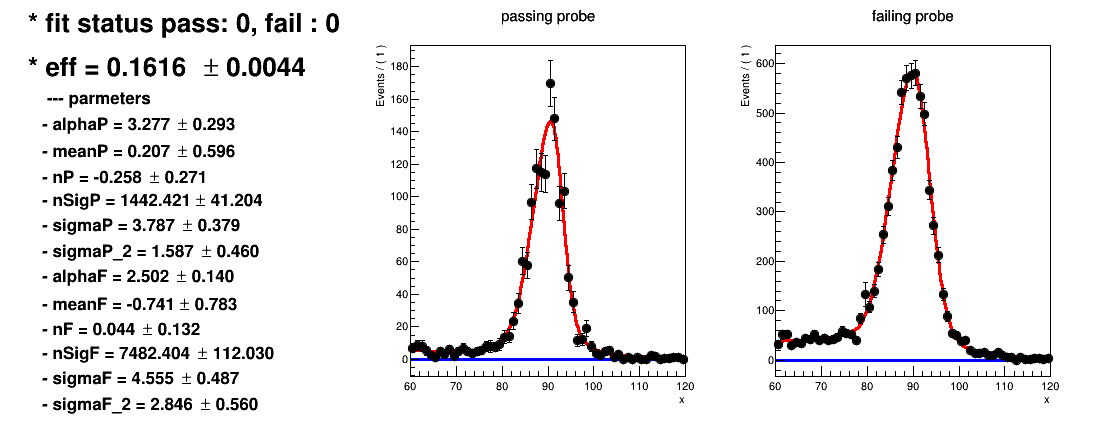 * fit status pass: 0, fail : 0
* eff = 0.1616 ± 0.0044
--- parmeters
- alphaP = 3.277 ± 0.293
- meanP = 0.207 ± 0.596
- nP = -0.258 ± 0.271
- nSigP = 1442.421 ± 41.204
- sigmaP = 3.787 ± 0.379
- sigmaP_2 = 1.587 ± 0.460
- alphaF = 2.502 ± 0.140
- meanF = -0.741 ± 0.783
- nF = 0.044 ± 0.132
- nSigF = 7482.404 ± 112.030
- sigmaF = 4.555 ± 0.487
- sigmaF_2 = 2.846 ± 0.560
passing probe
Events / ( 1 )
180
160
140
120
100
80
60
40
20
0
60 70 80 90 100 110 120
x
failing probe
Events / ( 1 )
600
500
400
300
200
100
0
60 70 80 90 100 110 120
x